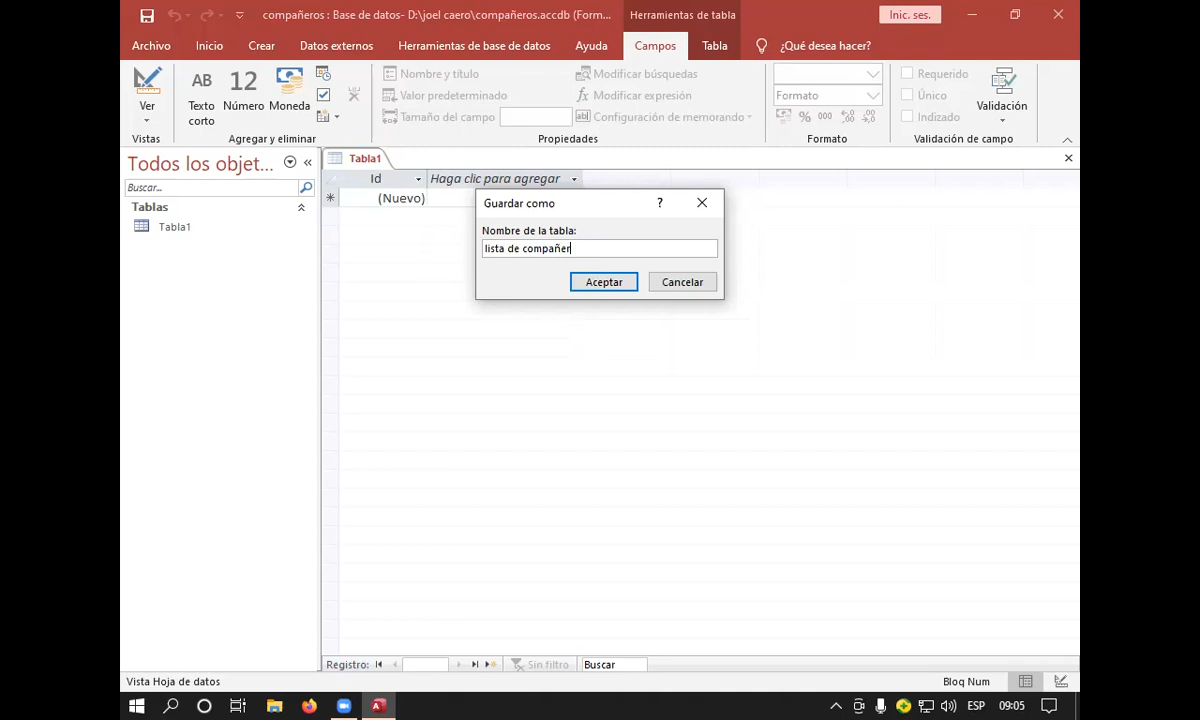 compañeros : Base de datos- D:\joel caero\compañeros.accdb (Form...
Herramientas de tabla
Inic. ses.
Archivo
Inicio
Crear
Datos externos
Herramientas de base de datos
Ayuda
Campos
Tabla
¿Qué desea hacer?
Ver
AB
Texto corto
12
Número
Moneda
Nombre y título
Valor predeterminado
Tamaño del campo
Modificar búsquedas
fx Modificar expresión
ab Configuración de memorando
Formato
% 000
Requerido
Único
Indizado
Validación
Vistas
Agregar y eliminar
Propiedades
Formato
Validación de campo
Todos los objet...
Buscar...
Tablas
Tabla1
Tabla1
Id
Haga clic para agregar
(Nuevo)
Guardar como
?
Nombre de la tabla:
lista de compañer
Aceptar
Cancelar
Registro:
Sin filtro
Buscar
Vista Hoja de datos
Bloq Num
ESP
09:05